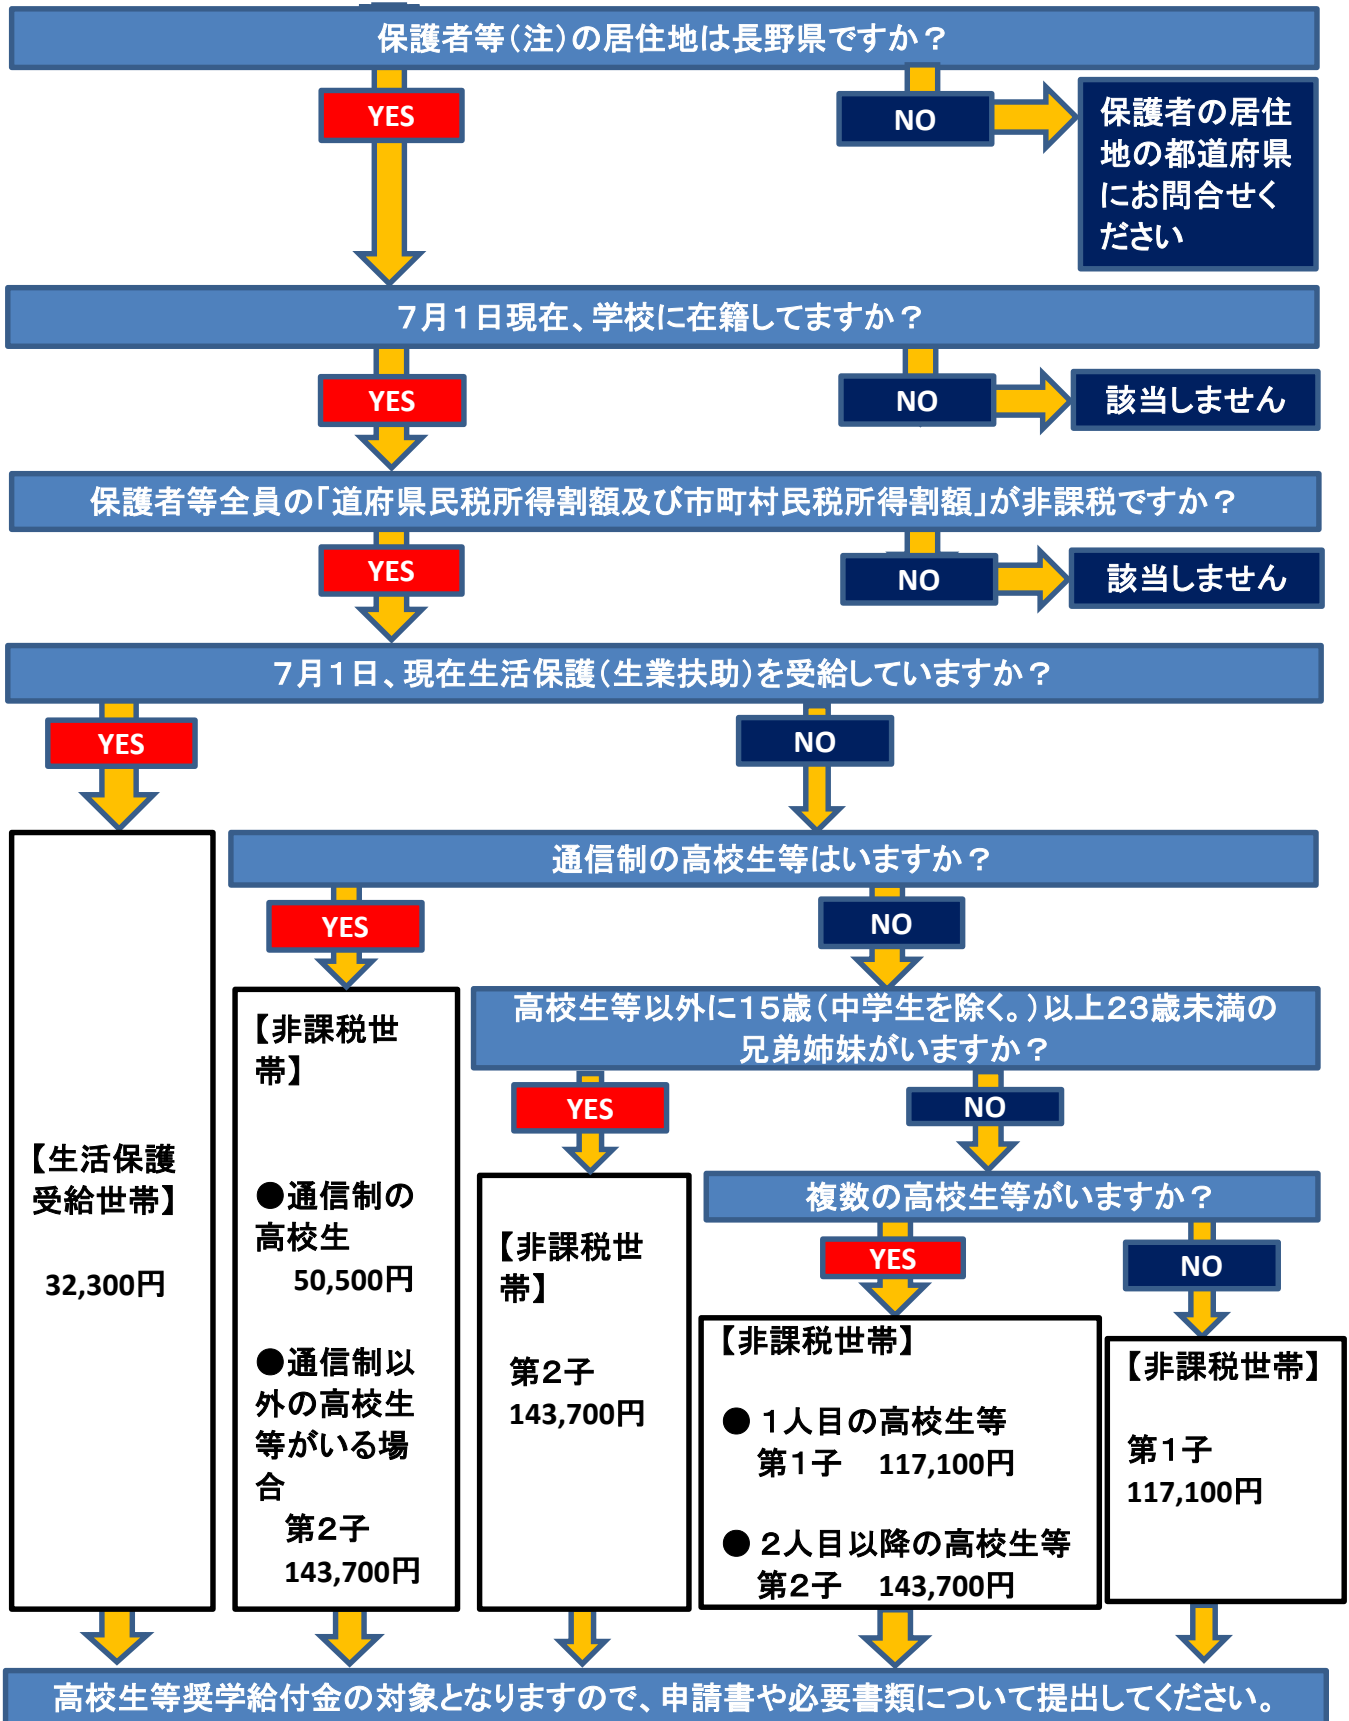 保護者等（注）の居住地は長野県ですか？
YES
NO
保護者の居住
地の都道府県
にお問合せく
ださい
７月１日現在、学校に在籍してますか？
YES
NO
該当しません
保護者等全員の「道府県民税所得割額及び市町村民税所得割額」が非課税ですか？
YES
NO
該当しません
７月１日、現在生活保護（生業扶助）を受給していますか？
YES
NO
【生活保護
受給世帯】
32,300円
通信制の高校生等はいますか？
YES
NO
【非課税世
帯】
●通信制の
高校生
50,500円
●通信制以
外の高校生
等がいる場
合
第２子
143,700円
高校生等以外に１５歳（中学生を除く。）以上２３歳未満の
兄弟姉妹がいますか？
YES
NO
【非課税世
帯】
第２子
143,700円
複数の高校生等がいますか？
YES
NO
【非課税世帯】
● １人目の高校生等
第１子　117,100円
● ２人目以降の高校生等
第２子　143,700円
【非課税世帯】
第１子
117,100円
高校生等奨学給付金の対象となりますので、申請書や必要書類について提出してください。